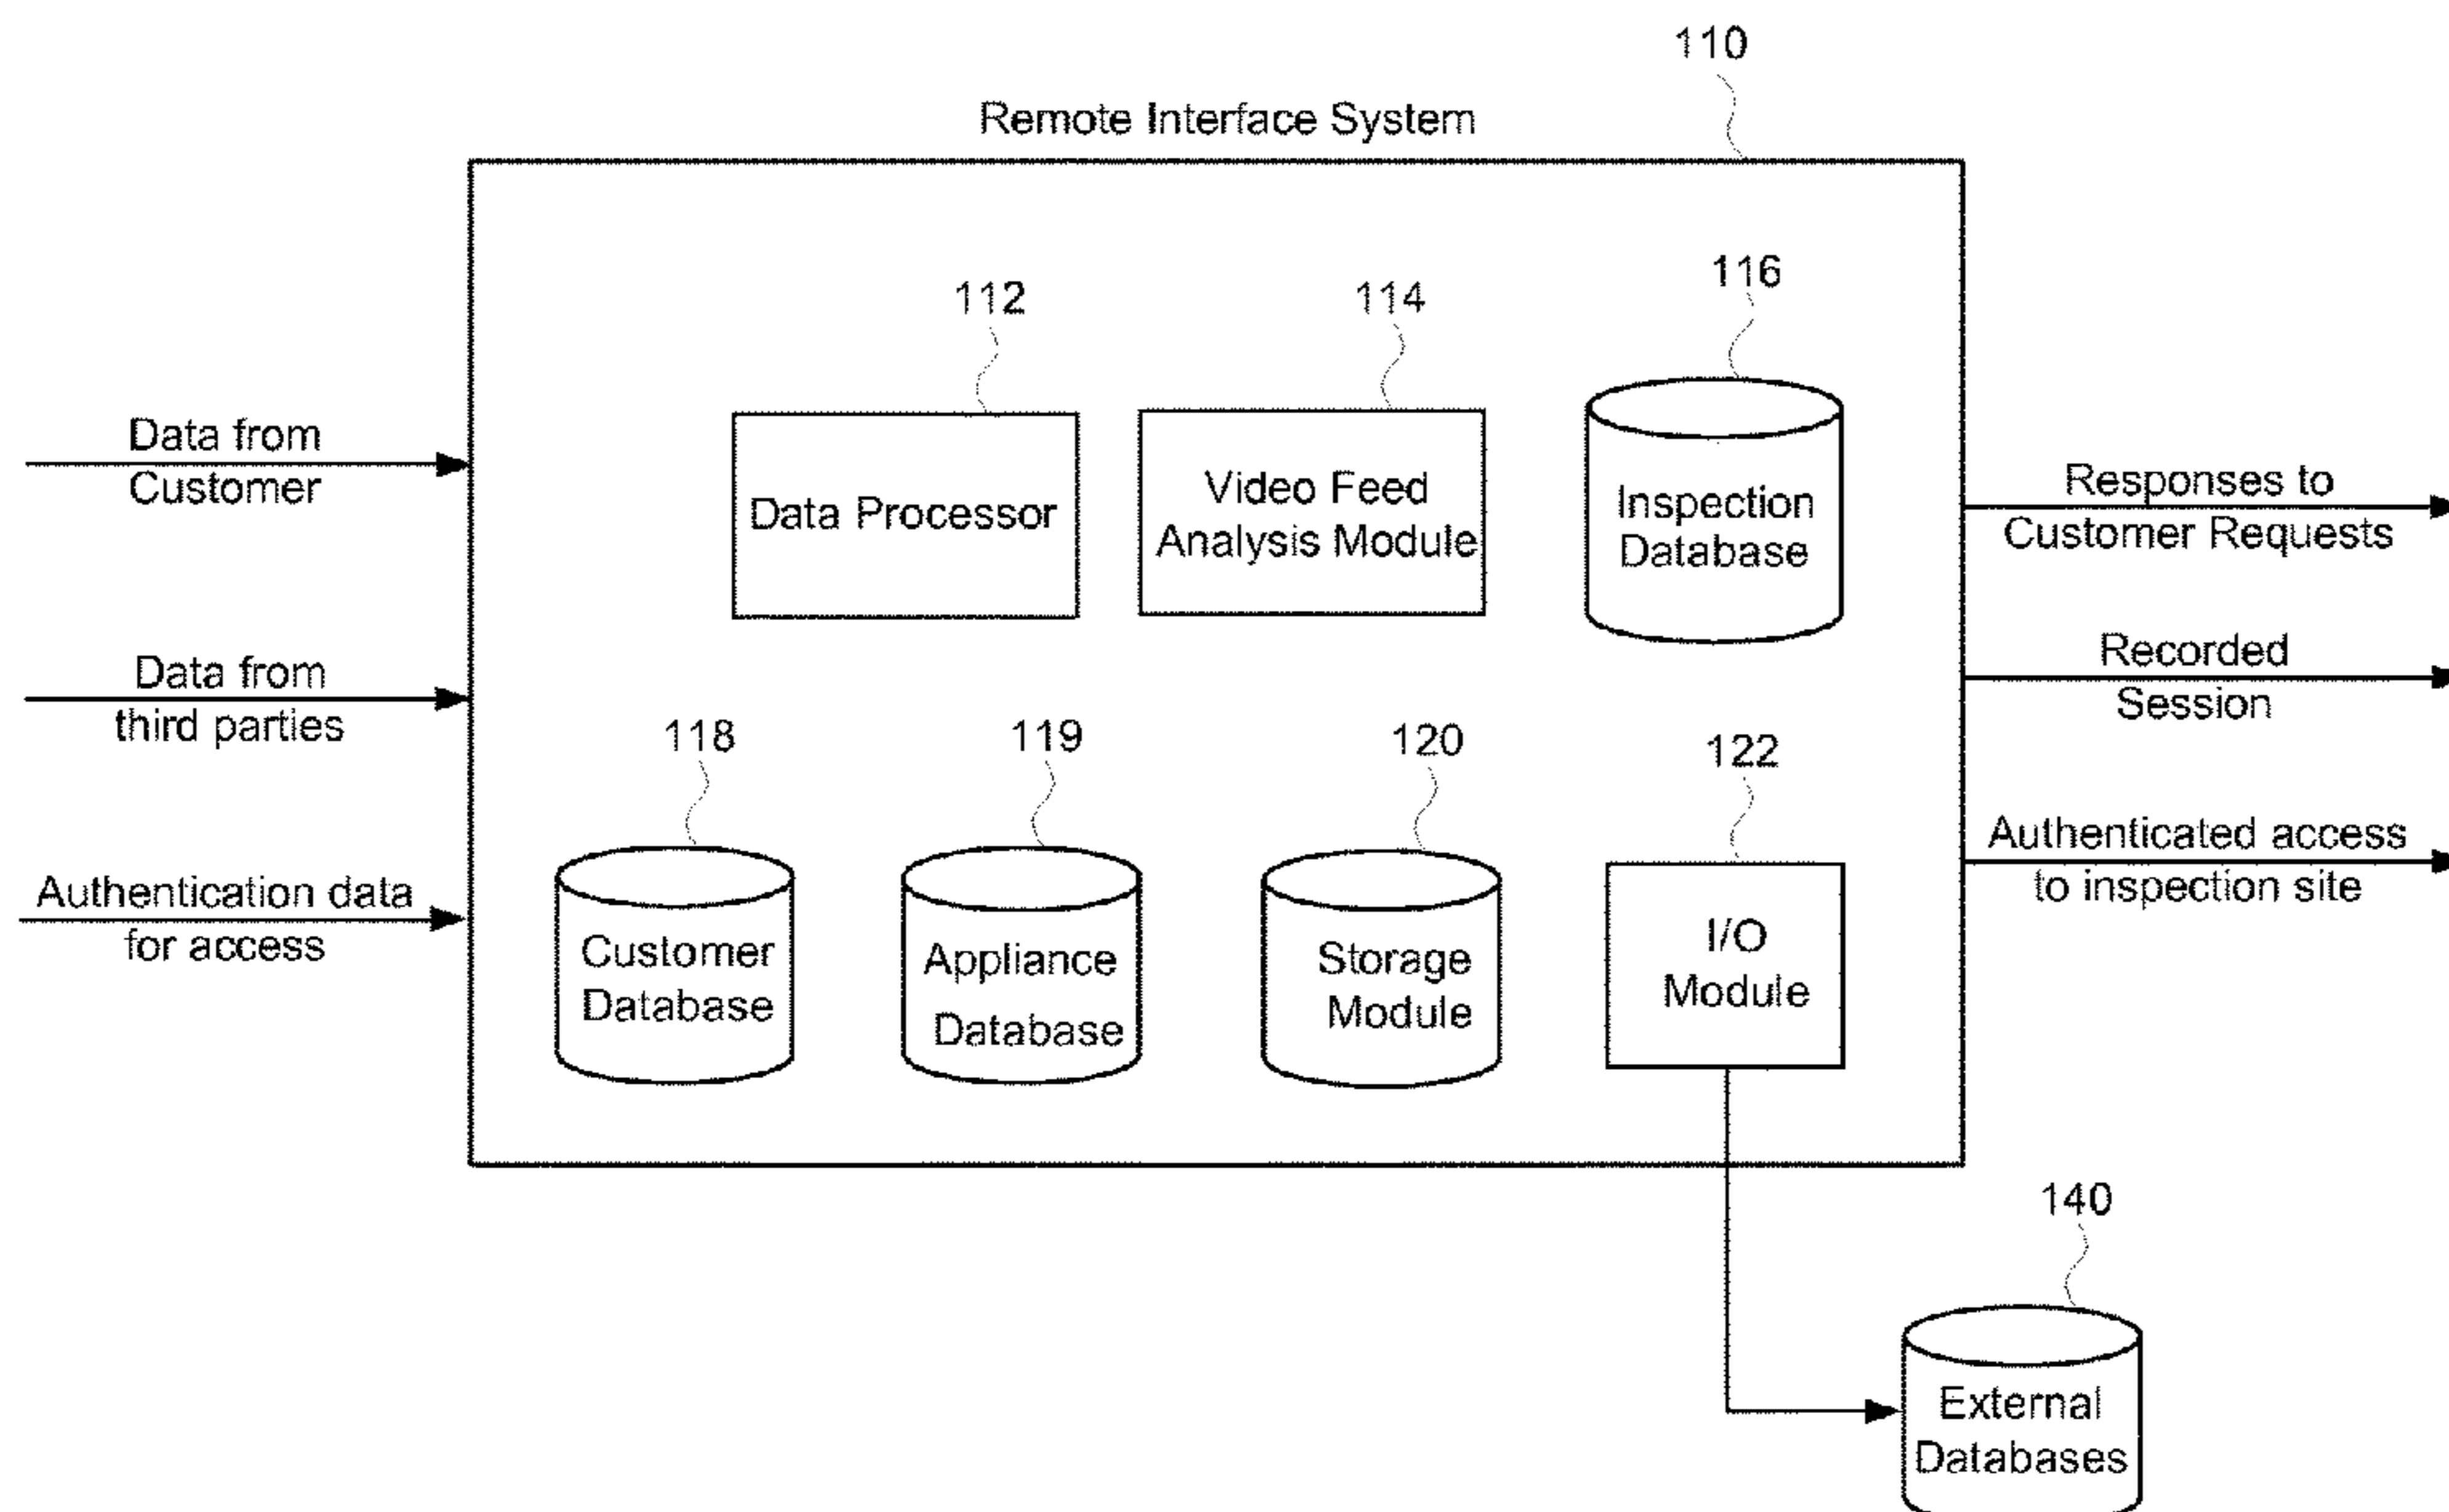 110
Remote Interface System
112
114
116
Data from
Customer
Data Processor
Video Feed
Analysis Module
Inspection
Database
Responses to
Customer Requests
Data from
third parties
Recorded
Session
118
119
120
122
Authentication data
for access
Customer
Database
Appliance
Database
Storage
Module
I/O
Module
Authenticated access
to inspection site
140
External
Databases